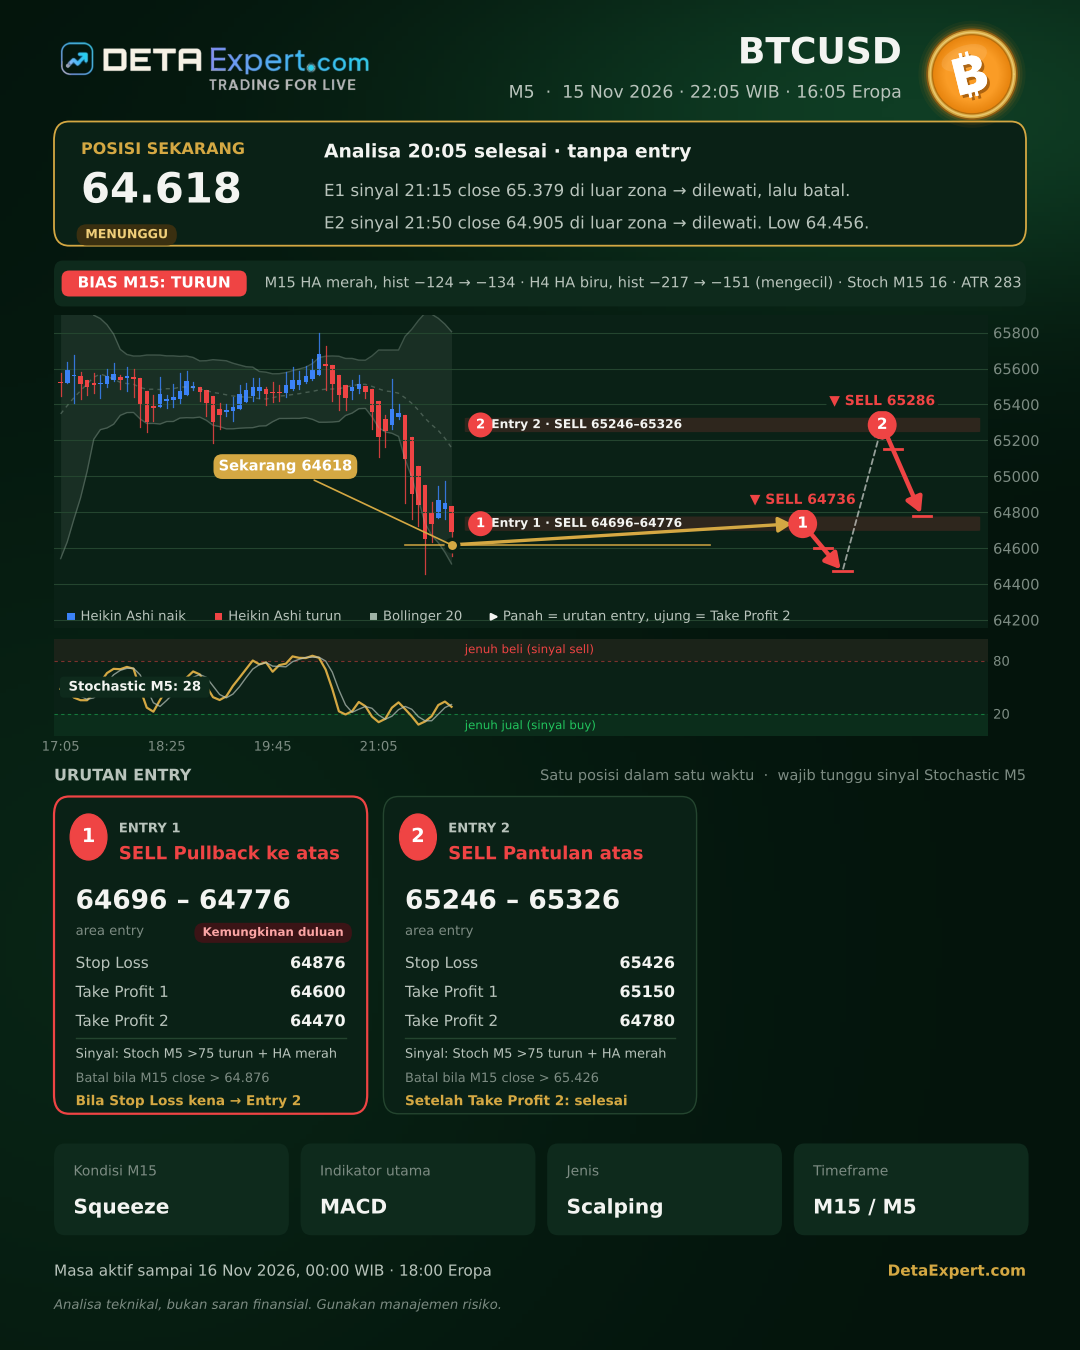 DETA Expert.com
TRADING FOR LIVE
BTCUSD
M5 · 15 Nov 2026 · 22:05 WIB · 16:05 Eropa
POSISI SEKARANG
64.618
MENUNGGU
Analisa 20:05 selesai · tanpa entry
E1 sinyal 21:15 close 65.379 di luar zona → dilewati, lalu batal.
E2 sinyal 21:50 close 64.905 di luar zona → dilewati. Low 64.456.
BIAS M15: TURUN
M15 HA merah, hist −124 → −134 · H4 HA biru, hist −217 → −151 (mengecil) · Stoch M15 16 · ATR 283
65800
65600
65400
65200
65000
64800
64600
64400
64200
▼ SELL 65286
2 Entry 2 · SELL 65246–65326
2
Sekarang 64618
▼ SELL 64736
1 Entry 1 · SELL 64696–64776
1
Heikin Ashi naik
Heikin Ashi turun
Bollinger 20
Panah = urutan entry, ujung = Take Profit 2
jenuh beli (sinyal sell)
80
Stochastic M5: 28
20
jenuh jual (sinyal buy)
17:05 18:25 19:45 21:05
URUTAN ENTRY
Satu posisi dalam satu waktu · wajib tunggu sinyal Stochastic M5
1
ENTRY 1
SELL Pullback ke atas
64696 – 64776
area entry
Kemungkinan duluan
Stop Loss 64876
Take Profit 1 64600
Take Profit 2 64470
Sinyal: Stoch M5 >75 turun + HA merah
Batal bila M15 close > 64.876
Bila Stop Loss kena → Entry 2
2
ENTRY 2
SELL Pantulan atas
65246 – 65326
area entry
Stop Loss 65426
Take Profit 1 65150
Take Profit 2 64780
Sinyal: Stoch M5 >75 turun + HA merah
Batal bila M15 close > 65.426
Setelah Take Profit 2: selesai
Kondisi M15
Squeeze
Indikator utama
MACD
Jenis
Scalping
Timeframe
M15 / M5
Masa aktif sampai 16 Nov 2026, 00:00 WIB · 18:00 Eropa
DetaExpert.com
Analisa teknikal, bukan saran finansial. Gunakan manajemen risiko.